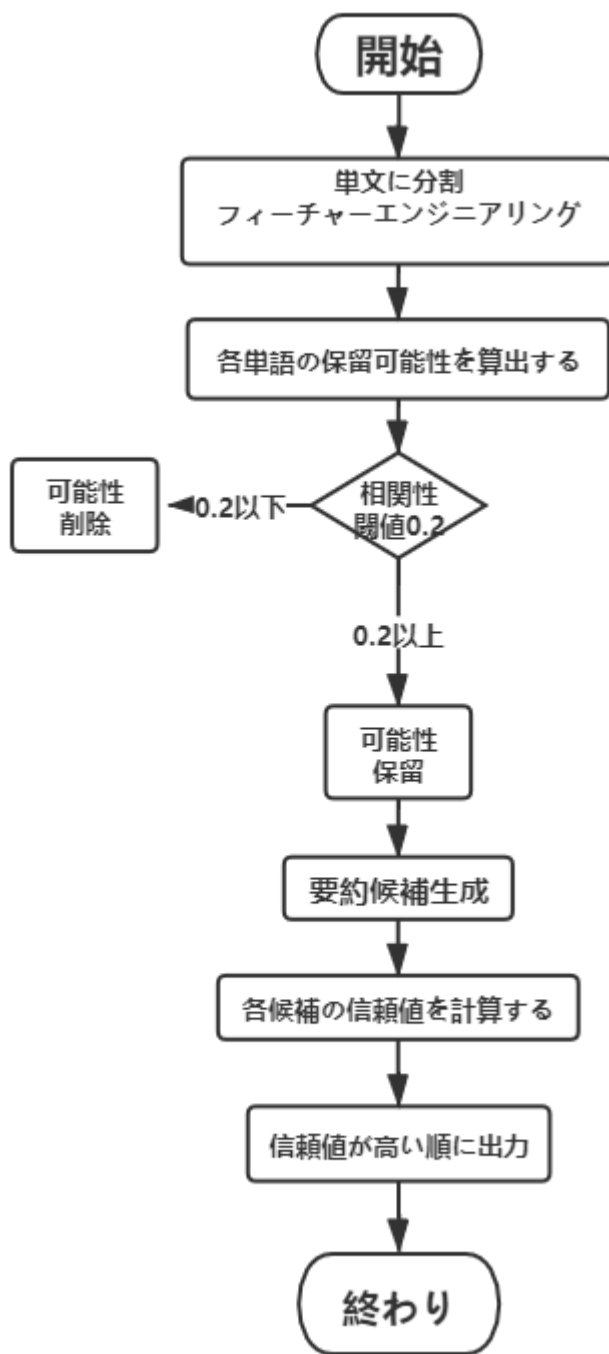 開始
単文に分割
フィーチャーエンジニアリング
各単語の保留可能性を算出する
相関性
閾値0.2
0.2以下
可能性
削除
0.2以上
可能性
保留
要約候補生成
各候補の信頼値を計算する
信頼値が高い順に出力
終わり